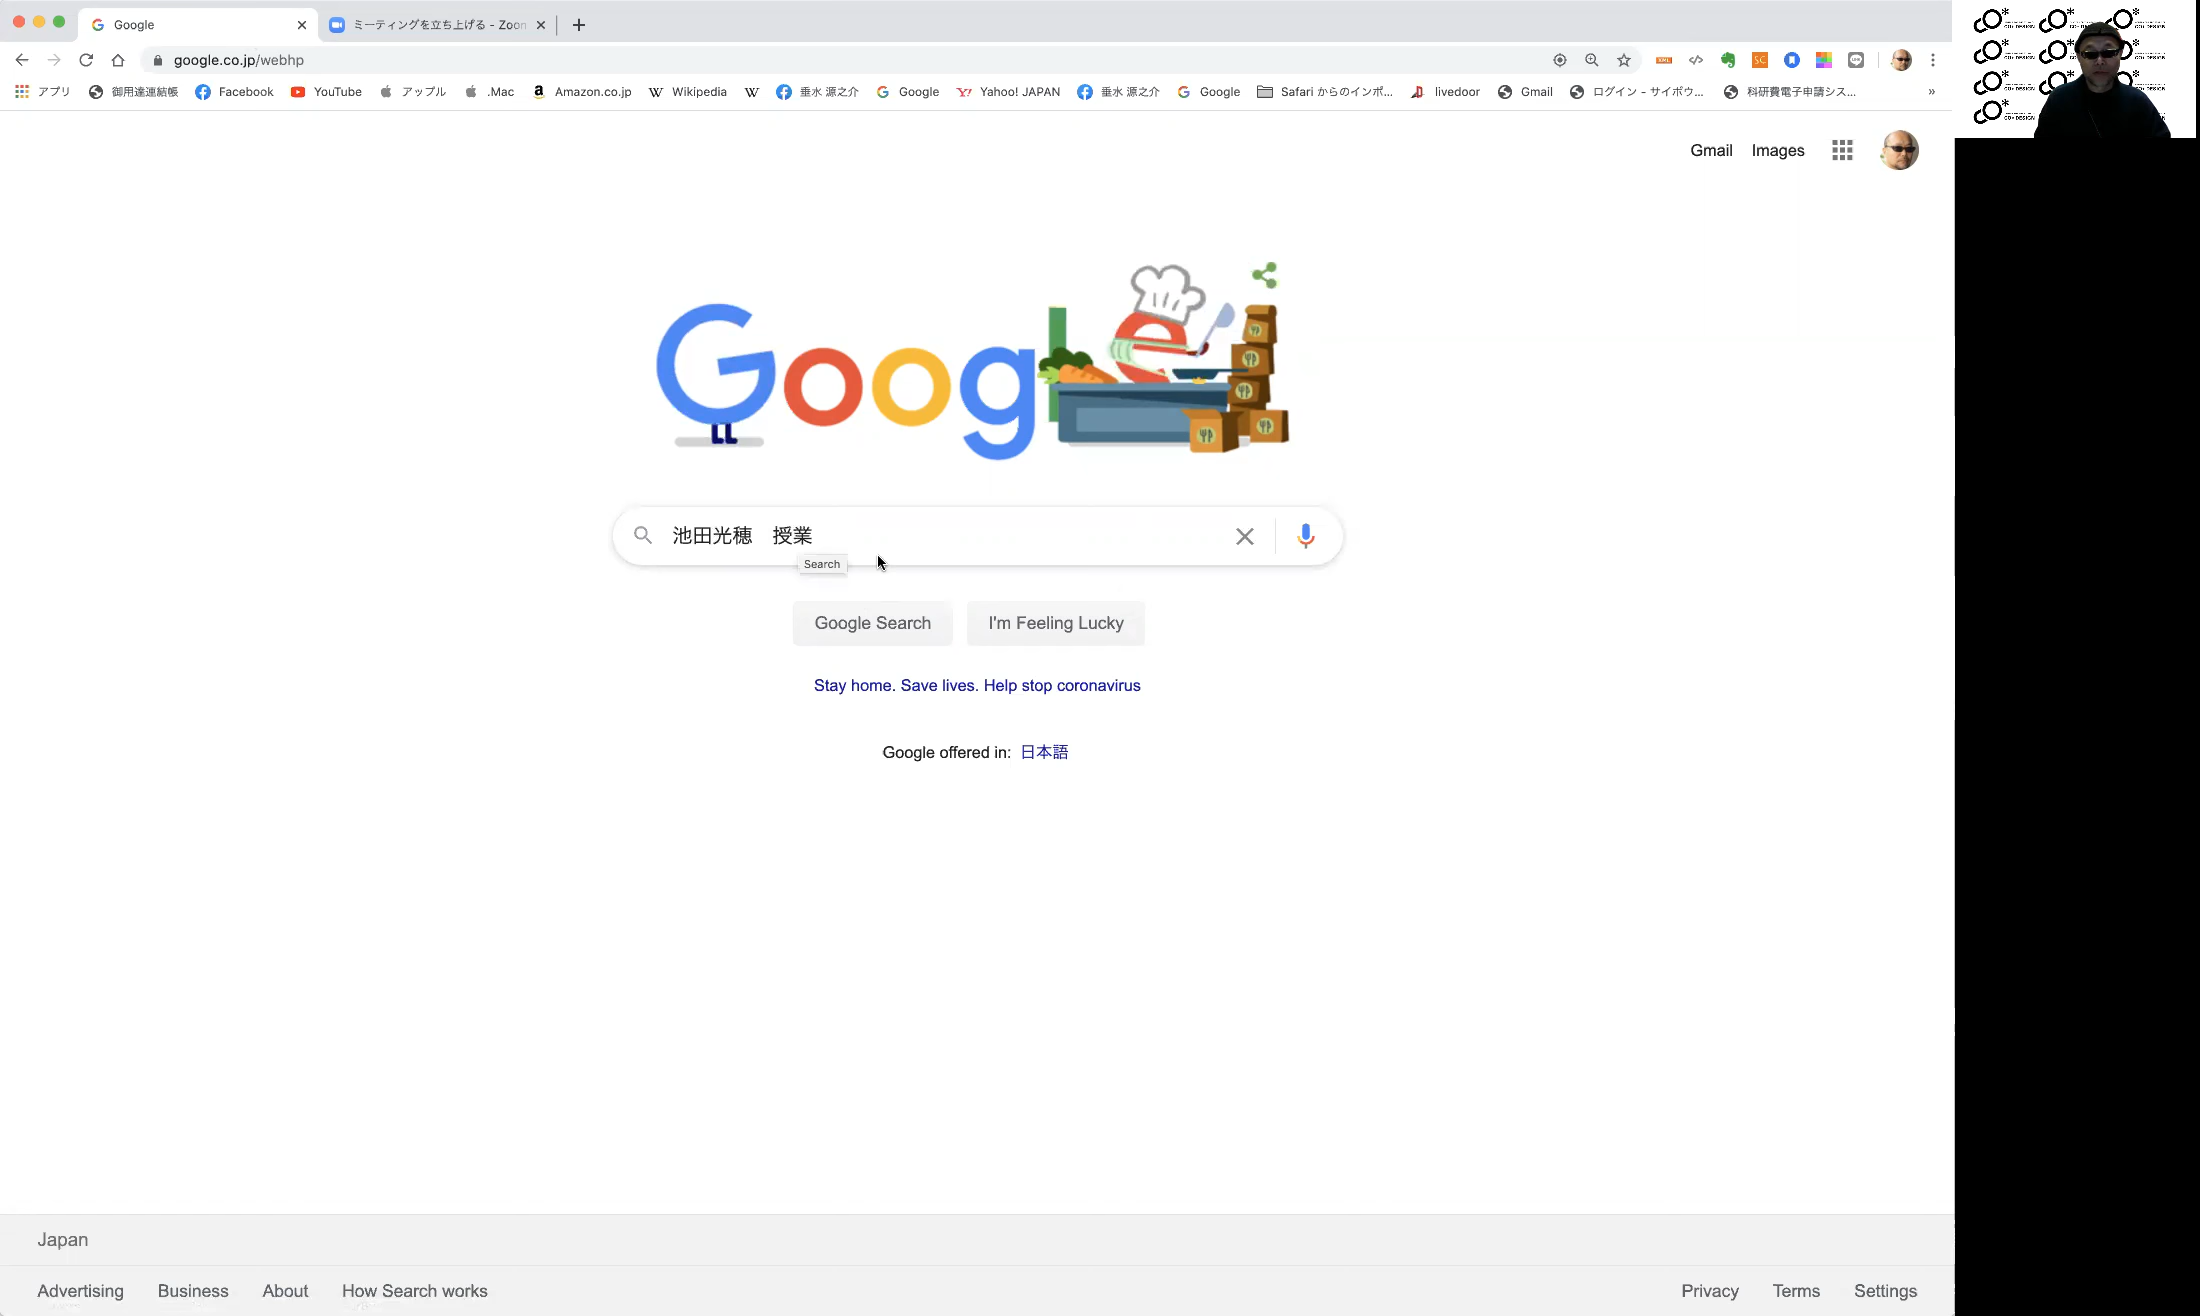 Google
ミーティングを立ち上げる - Zoom
google.co.jp/webhp
アプリ 御用達連結帳 Facebook YouTube アップル .Mac Amazon.co.jp Wikipedia 垂水 源之介 Google Yahoo! JAPAN 垂水 源之介 Google Safari からのインポ... livedoor Gmail ログイン - サイボウ... 科研費電子申請シス... »
Gmail Images
Google
池田光穂　授業
Search
Google Search I'm Feeling Lucky
Stay home. Save lives. Help stop coronavirus
Google offered in: 日本語
Japan
Advertising Business About How Search works Privacy Terms Settings